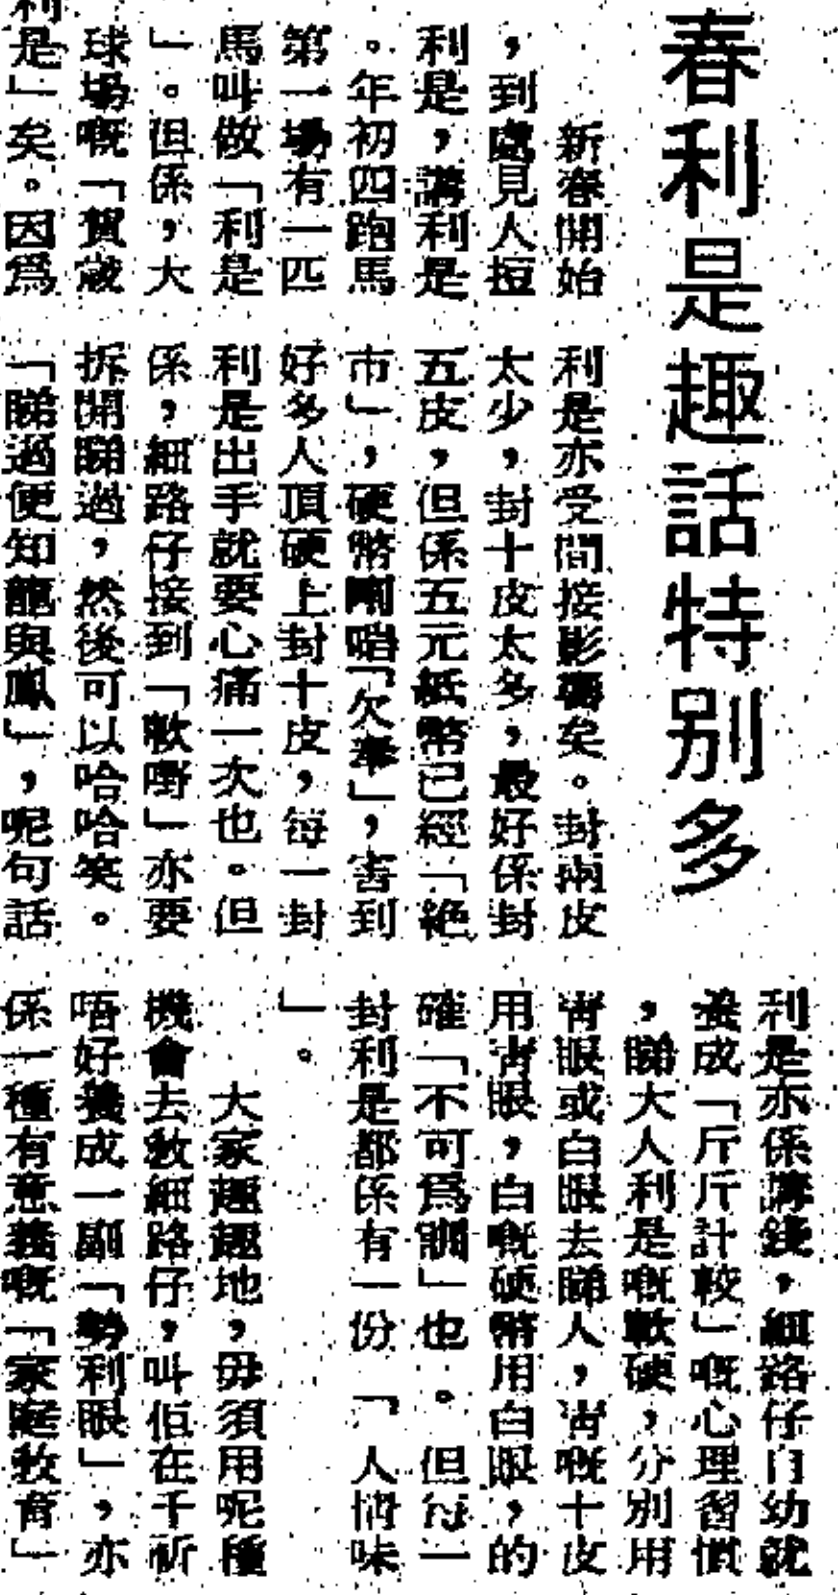 春利是趣話特別多
新春開始
，到處見人
利是，講利是
。年初四跑馬
第一場有一匹
馬叫做「利是
」。但係，大
球場嘅「賀歲
利是」矣。因爲
利是亦受間接影響矣。封兩皮
太少，封十皮太多，最好係封
五皮，但係五元紙幣已經「絶
市」，硬幣啱「欠奉」，害到
好多人頂硬上封十皮，每一封
利是出手就要心痛一次也。但
係，細路仔接到「軟嘢」亦要
拆開睇過，然後可以哈哈笑。
「睇過便知龍與鳳」，呢句話
利是亦係講錢，細路仔自幼就
養成「斤斤計較」嘅心理習慣
，睇大人利是嘅軟硬，分別用
青眼或白眼去睇人，青嘅十皮
用青眼，白嘅硬幣用白眼，的
確「不可爲訓」也。但每一
封利是都係有一份「人情味
」。
大家趣趣地，毋須用呢種
機會去教細路仔，叫佢在千祈
唔好養成一副「勢利眼」，亦
係一種有意義嘅「家庭教育」